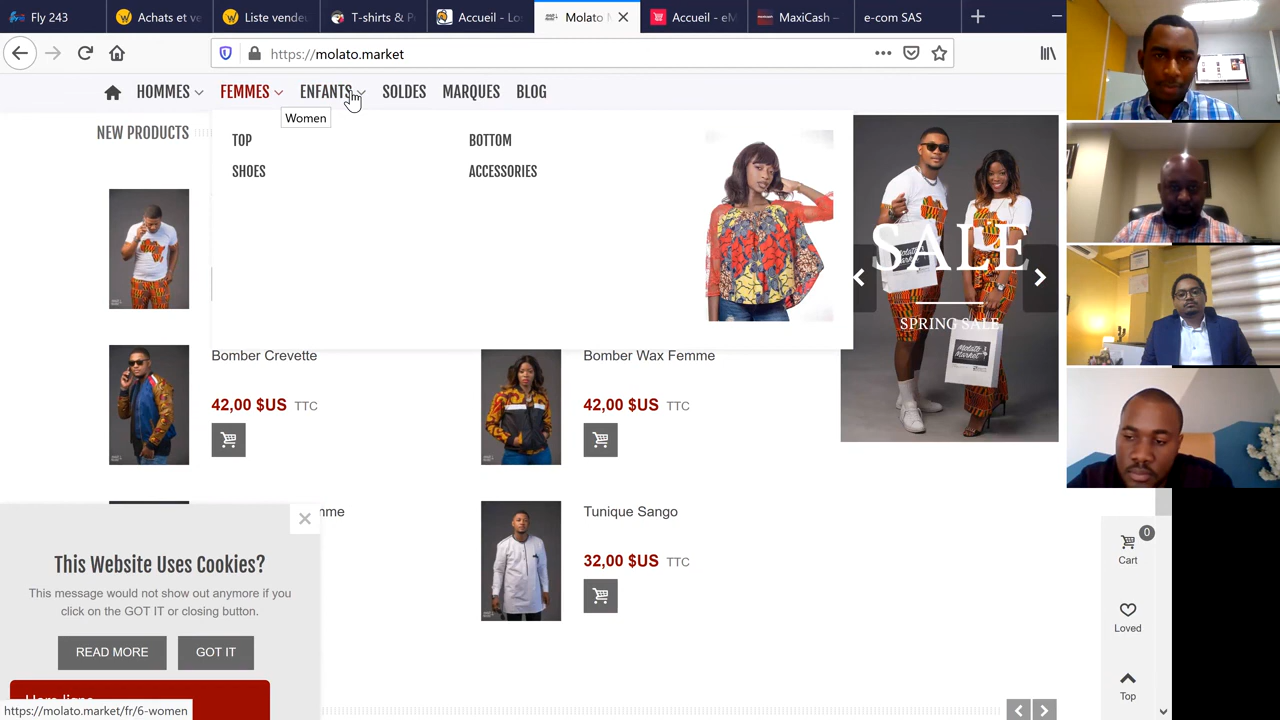 Fly 243
Achats et ve
Liste vendeu
T-shirts & P
Accueil - Lo
Molato M
Accueil - eM
MaxiCash –
e-com SAS
https://molato.market
HOMMES
FEMMES
ENFANTS
SOLDES
MARQUES
BLOG
Women
NEW PRODUCTS
TOP
BOTTOM
SHOES
ACCESSORIES
SALE
SPRING SALE
Molato
Market
Bomber Crevette
42,00 $US TTC
Bomber Wax Femme
42,00 $US TTC
mme
Tunique Sango
32,00 $US TTC
This Website Uses Cookies?
This message would not show out anymore if you
click on the GOT IT or closing button.
READ MORE
GOT IT
https://molato.market/fr/6-women
0
Cart
Loved
Top